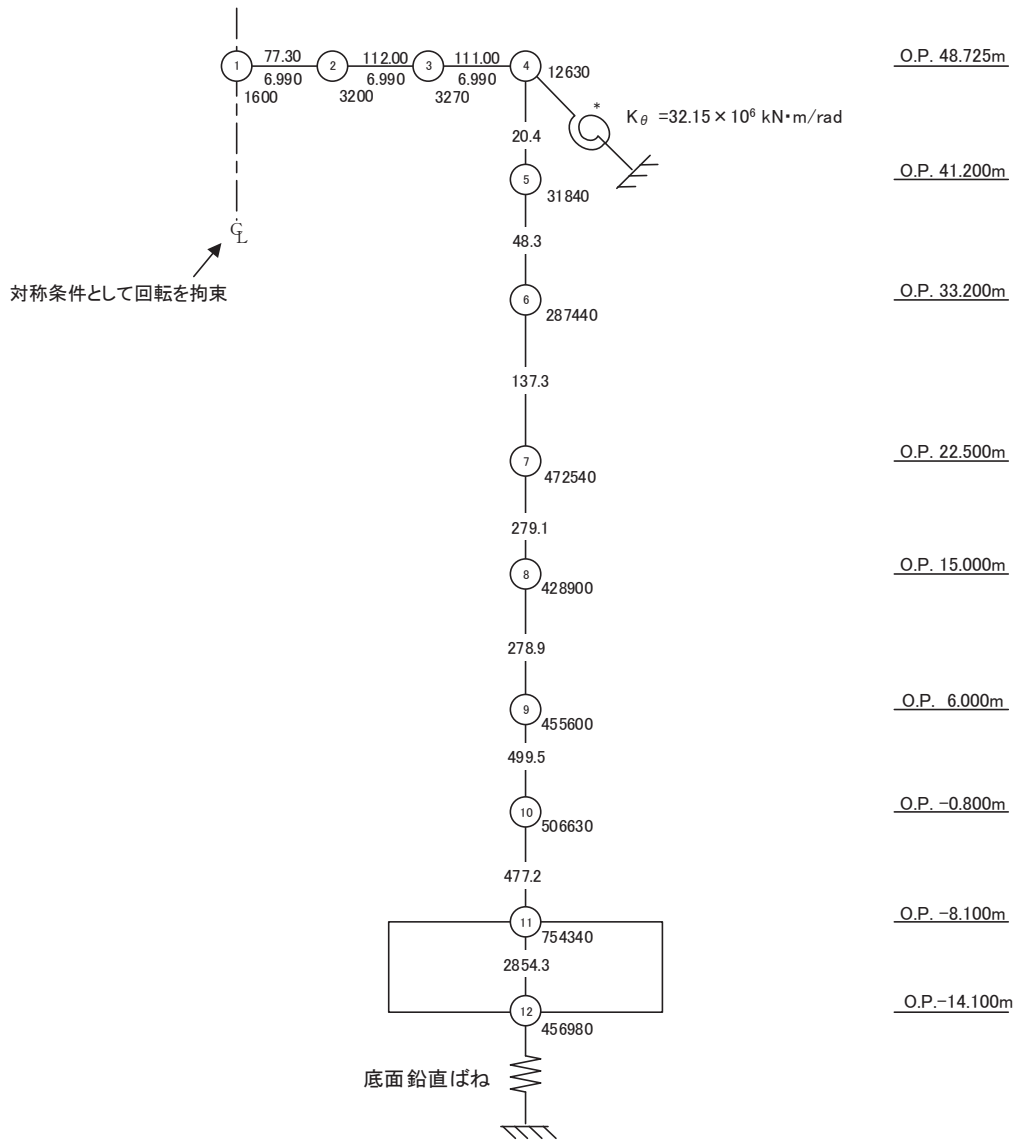 77.30 112.00 111.00
1 2 3 4 12630 O.P. 48.725m
6.990 6.990 6.990
1600 3200 3270
* Kθ =32.15×10⁶ kN・m/rad
20.4
5 O.P. 41.200m
31840
CL
48.3
対称条件として回転を拘束
6 O.P. 33.200m
287440
137.3
7 O.P. 22.500m
472540
279.1
8 O.P. 15.000m
428900
278.9
9 O.P. 6.000m
455600
499.5
10 O.P. -0.800m
506630
477.2
11 O.P. -8.100m
754340
2854.3
12 O.P.-14.100m
456980
底面鉛直ばね